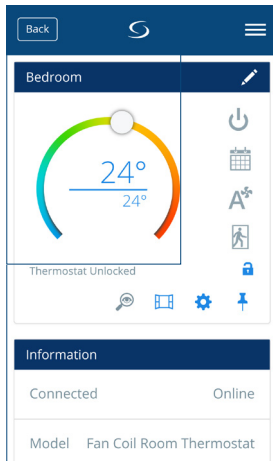 Back
Bedroom
24°
24°
A
Thermostat Unlocked
Information
Connected Online
Model Fan Coil Room Thermostat